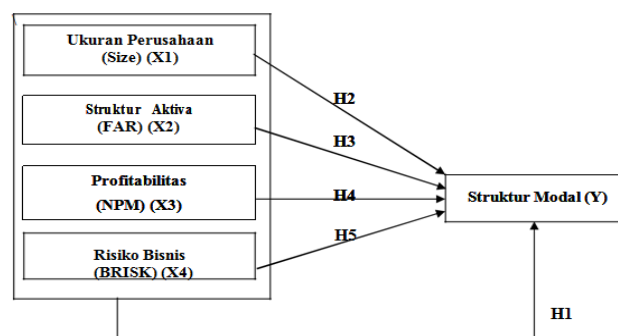 Ukuran Perusahaan
(Size) (X1)
H2
Struktur Aktiva
(FAR) (X2)
H3
Profitabilitas
(NPM) (X3)
H4
Struktur Modal (Y)
Risiko Bisnis
(BRISK) (X4)
H5
H1